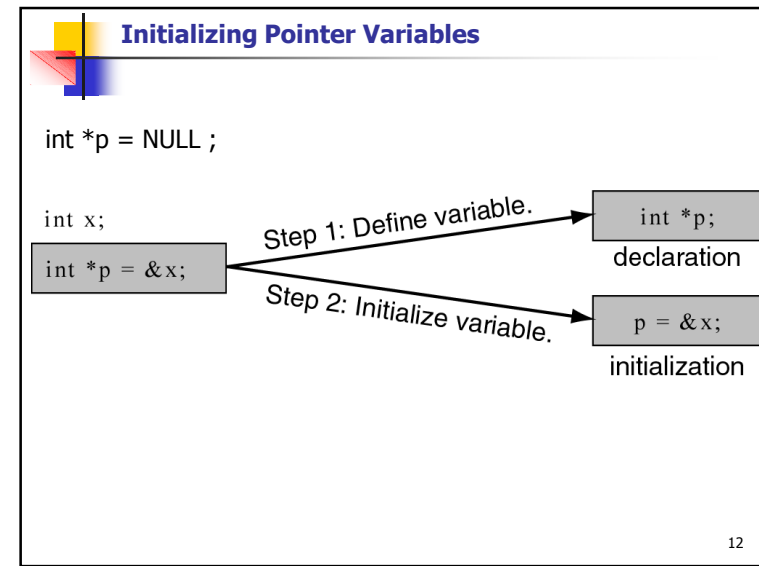 Initializing Pointer Variables
int *p = NULL ;
int x;
int *p = &x;
Step 1: Define variable.
int *p;
declaration
Step 2: Initialize variable.
p = &x;
initialization
12